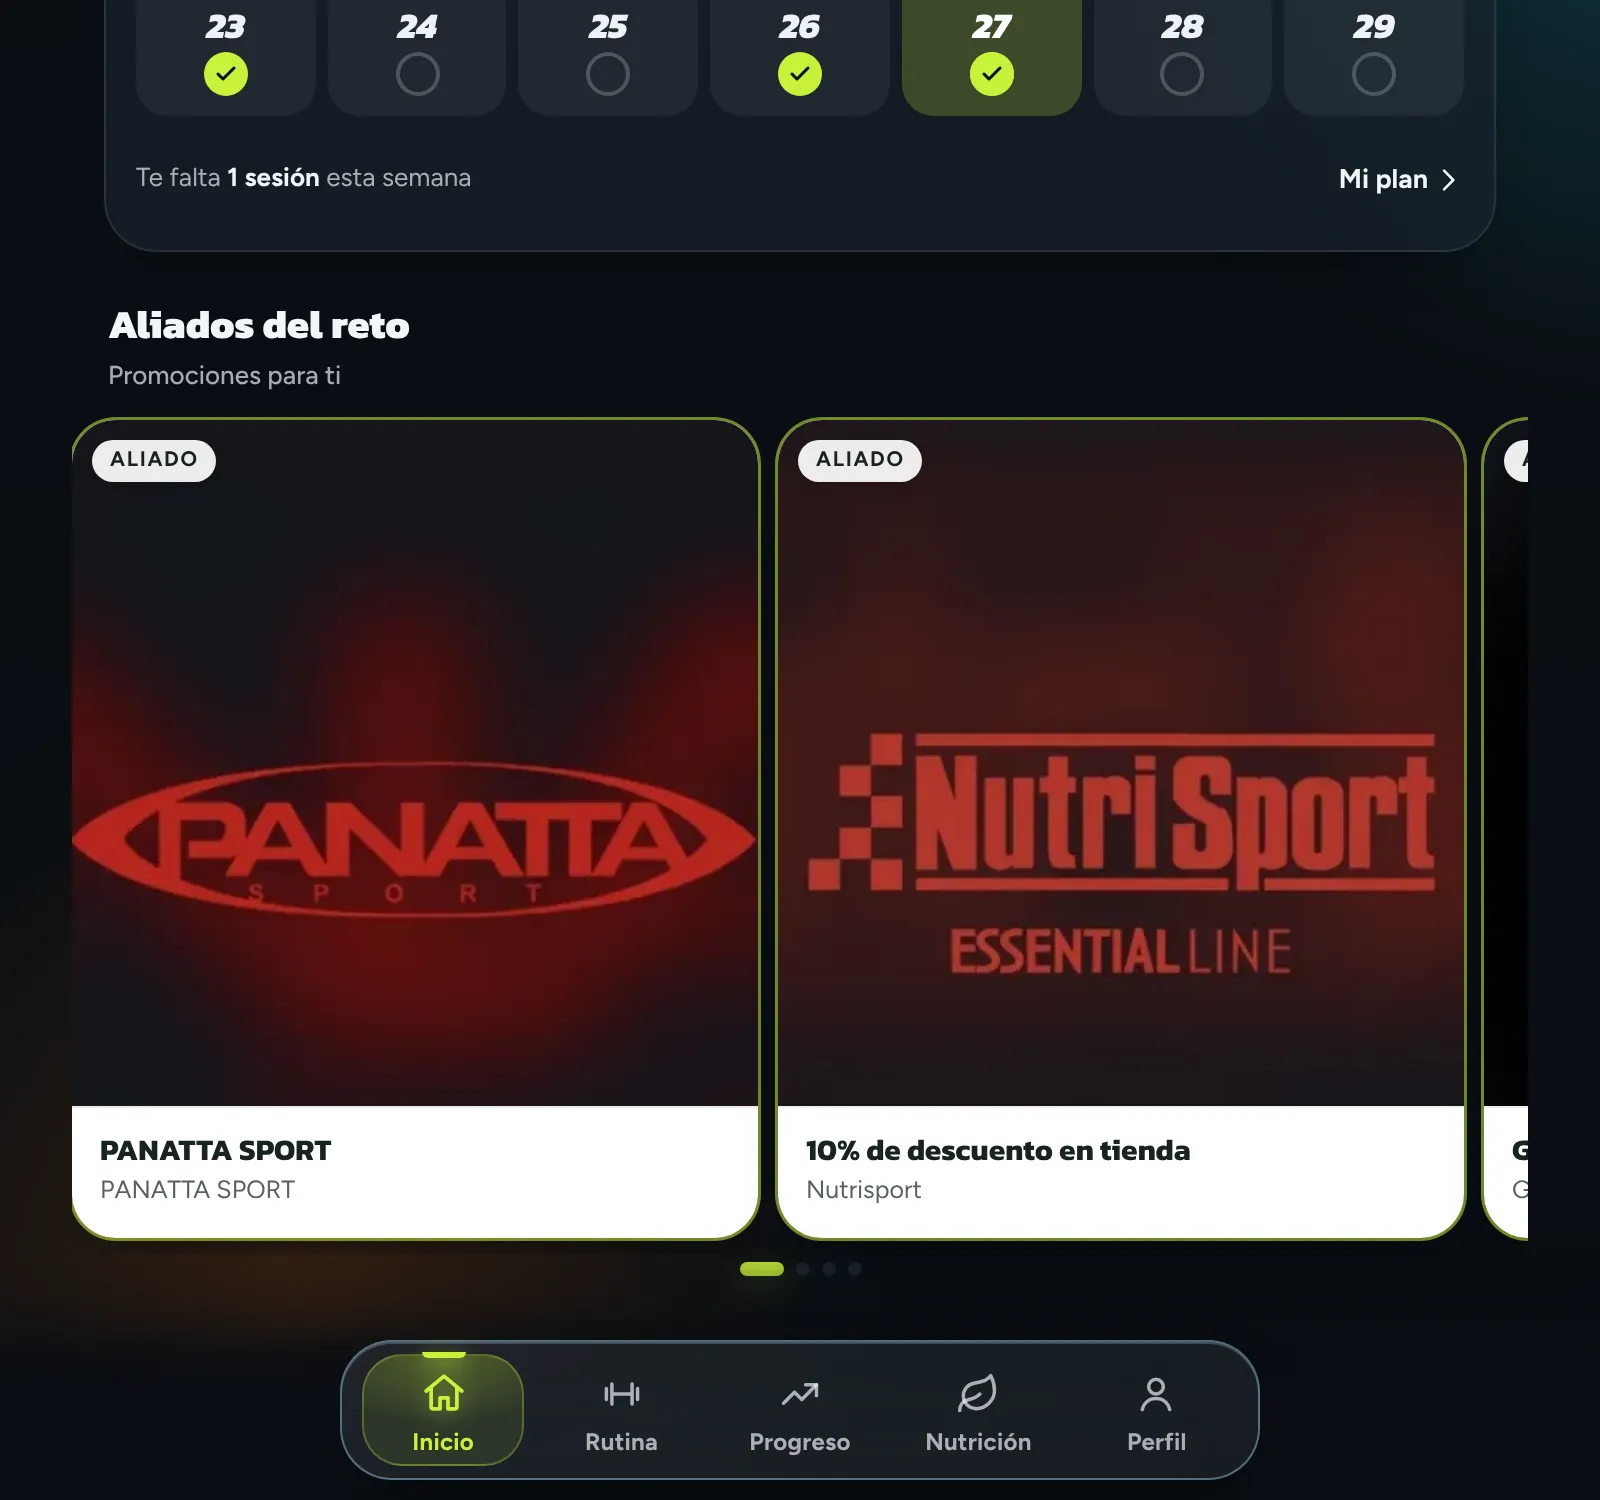 23 24 25 26 27 28 29
Te falta 1 sesión esta semana
Mi plan
Aliados del reto
Promociones para ti
ALIADO
PANATTA
SPORT
PANATTA SPORT
PANATTA SPORT
ALIADO
NutriSport
ESSENTIAL LINE
10% de descuento en tienda
Nutrisport
Inicio Rutina Progreso Nutrición Perfil